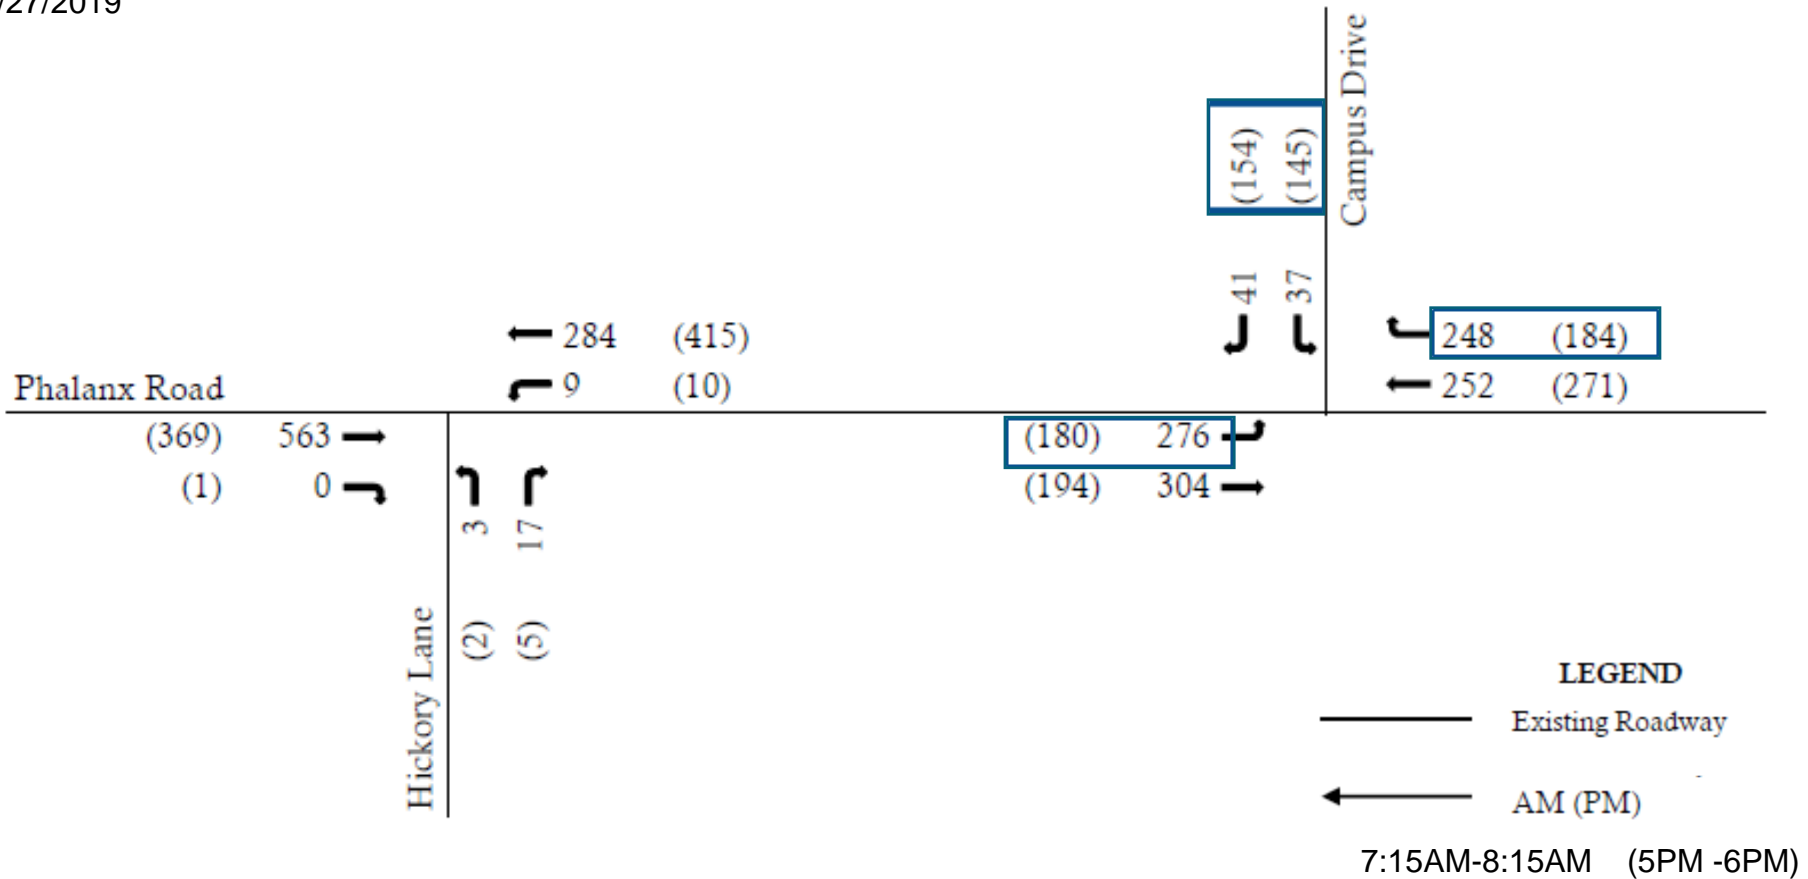 /27/2019
Campus Drive
(154) (145)
41 37
284 (415)
248 (184)
Phalanx Road
9 (10)
252 (271)
(369) 563
(180) 276
(1) 0
(194) 304
3 17
(2) (5)
Hickory Lane
LEGEND
Existing Roadway
AM (PM)
7:15AM-8:15AM (5PM -6PM)